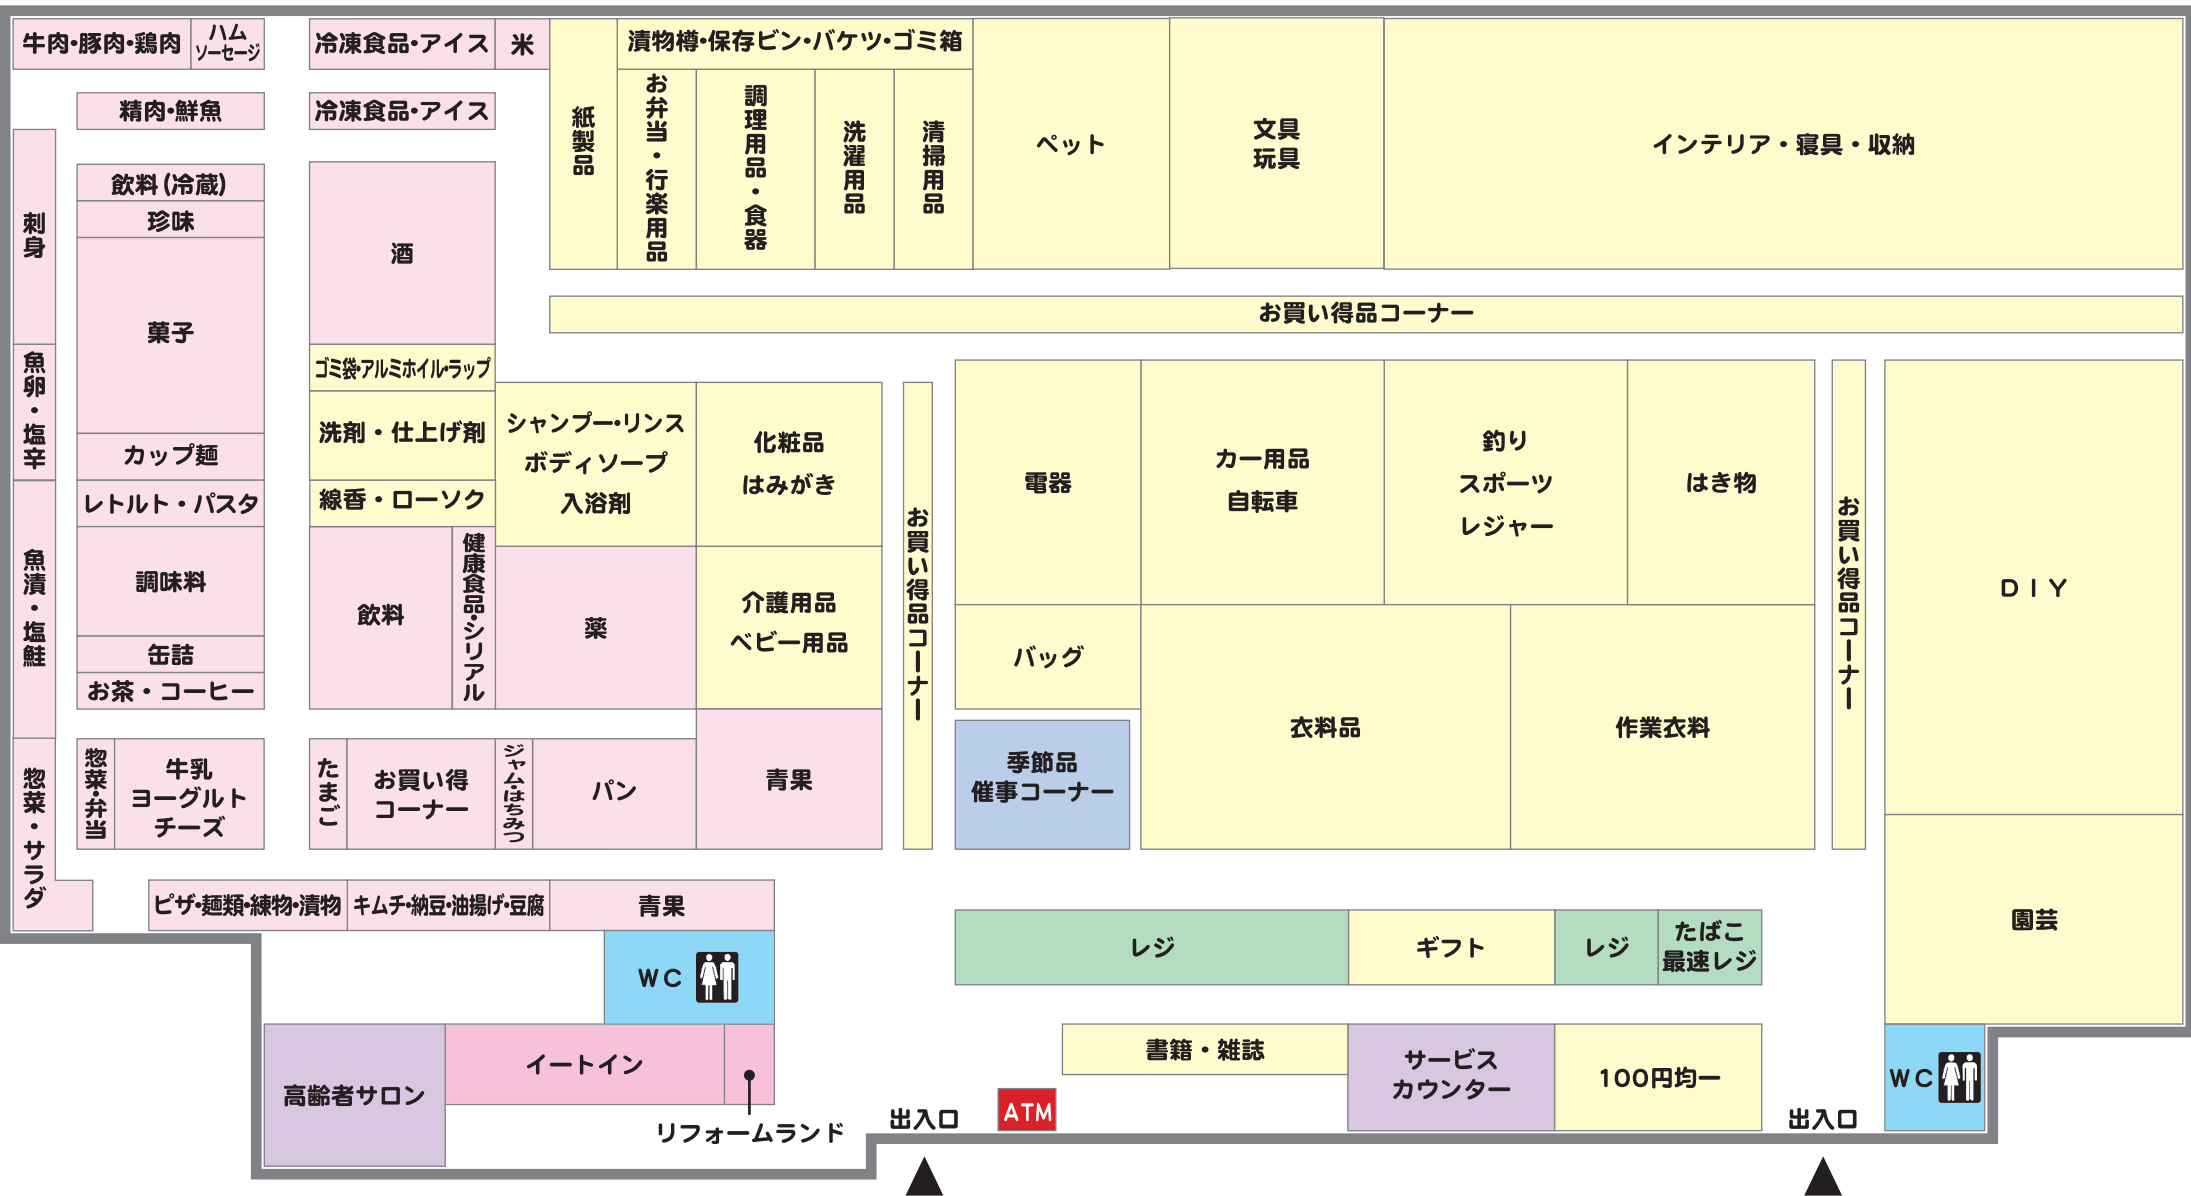 牛肉・豚肉・鶏肉
ハム
ソーセージ
冷凍食品・アイス
米
紙製品
漬物樽・保存ビン・バケツ・ゴミ箱
お弁当・行楽用品
調理用品・食器
洗濯用品
清掃用品
ペット
文具
玩具
インテリア・寝具・収納
精肉・鮮魚
冷凍食品・アイス
刺身
飲料(冷蔵)
珍味
菓子
酒
お買い得品コーナー
魚卵・塩辛
ゴミ袋・アルミホイル・ラップ
洗剤・仕上げ剤
シャンプー・リンス
ボディソープ
入浴剤
化粧品
はみがき
お買い得品コーナー
電器
カー用品
自転車
釣り
スポーツ
レジャー
はき物
お買い得品コーナー
DIY
カップ麺
レトルト・パスタ
線香・ローソク
魚漬・塩鮭
調味料
飲料
健康食品・シリアル
薬
介護用品
ベビー用品
バッグ
衣料品
作業衣料
缶詰
お茶・コーヒー
惣菜・サラダ
惣菜・弁当
牛乳
ヨーグルト
チーズ
たまご
お買い得
コーナー
ジャム・はちみつ
パン
青果
季節品
催事コーナー
ピザ・麺類・練物・漬物
キムチ・納豆・油揚げ・豆腐
青果
レジ
ギフト
レジ
たばこ
最速レジ
園芸
WC
書籍・雑誌
サービス
カウンター
100円均一
WC
高齢者サロン
イートイン
リフォームランド
出入口
ATM
出入口